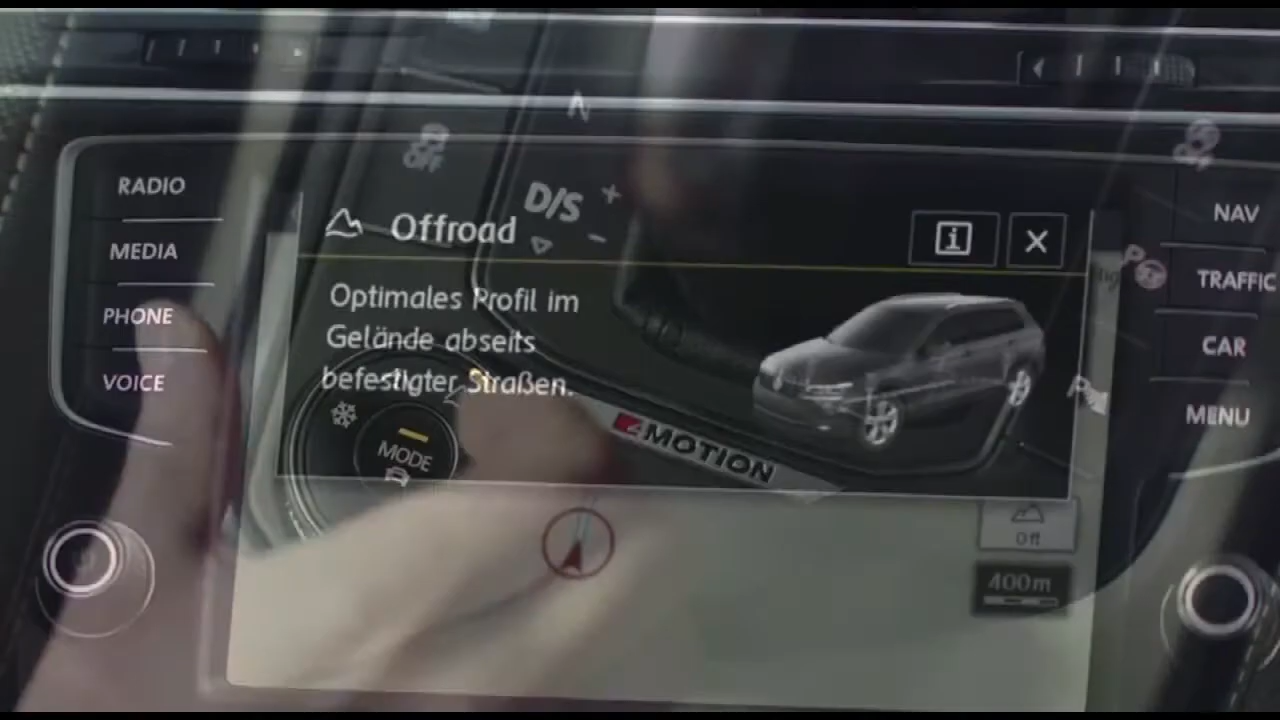 RADIO
MEDIA
PHONE
VOICE
OFF
N
D/S
+
-
Offroad
i
X
Optimales Profil im
Gelände abseits
befestigter Straßen.
MODE
4MOTION
Off
400m
NAV
TRAFFIC
CAR
MENU